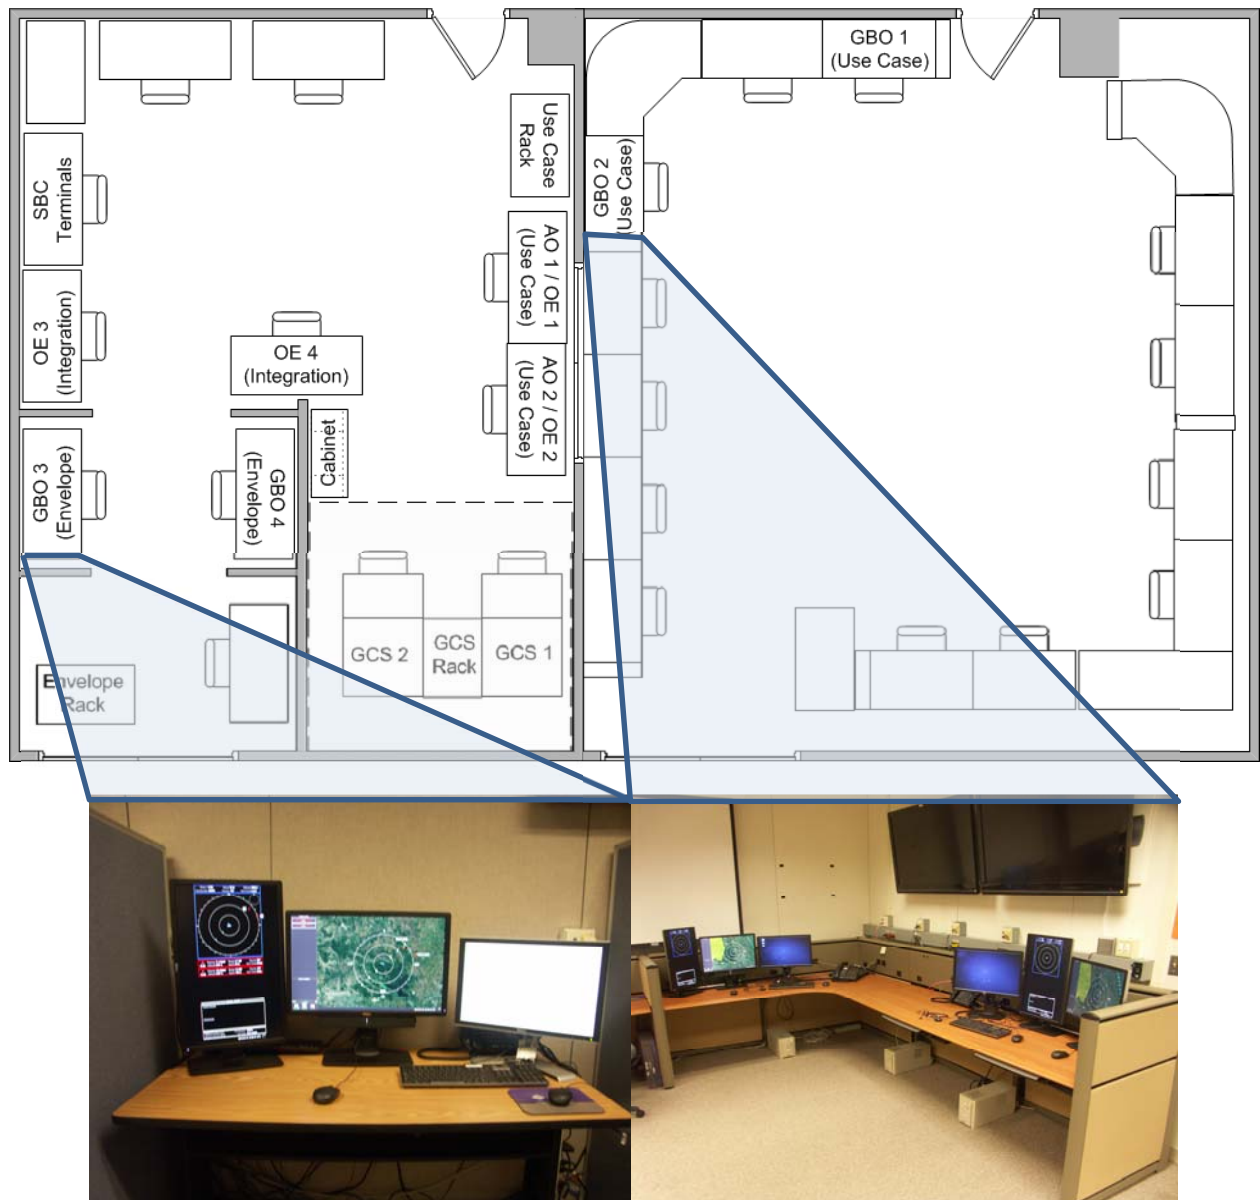 GBO 1
(Use Case)
Use Case
Rack
SBC
Terminals
GBO 2
(Use Case)
AO 1 / OE 1
(Use Case)
OE 3
(Integration)
OE 4
(Integration)
AO 2 / OE 2
(Use Case)
Cabinet
GBO 3
(Envelope)
GBO 4
(Envelope)
GCS 2
GCS
Rack
GCS 1
Envelope
Rack